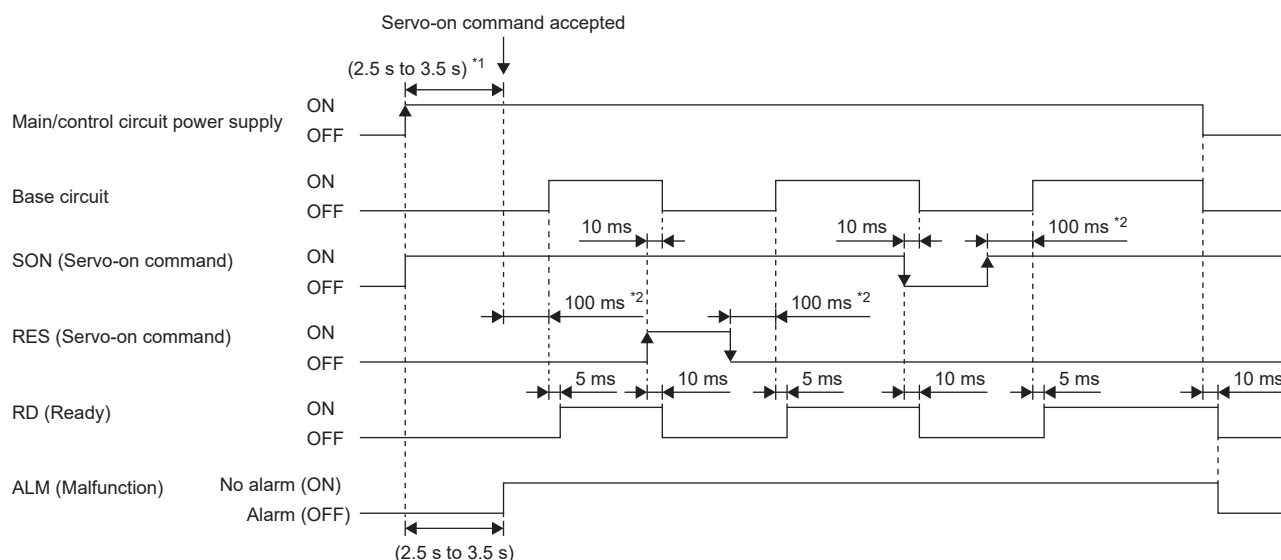 Servo-on command accepted
(2.5 s to 3.5 s) *1
Main/control circuit power supply
ON
OFF
Base circuit
ON
OFF
10 ms
10 ms
100 ms *2
SON (Servo-on command)
ON
OFF
100 ms *2
100 ms *2
RES (Servo-on command)
ON
OFF
5 ms
10 ms
5 ms
10 ms
5 ms
10 ms
RD (Ready)
ON
OFF
ALM (Malfunction)
No alarm (ON)
Alarm (OFF)
(2.5 s to 3.5 s)